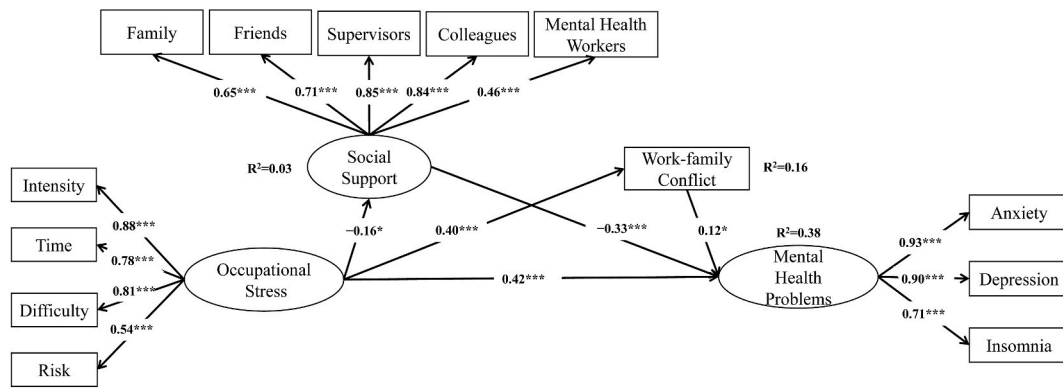 Family
Friends
Supervisors
Colleagues
Mental Health
Workers
0.65***
0.71***
0.85***
0.84***
0.46***
R²=0.03
Social
Support
Work-family
Conflict
R²=0.16
Intensity
Time
Difficulty
Risk
0.88***
0.78***
0.81***
0.54***
Occupational
Stress
−0.16*
0.40***
−0.33***
0.12*
0.42***
R²=0.38
Mental
Health
Problems
0.93***
0.90***
0.71***
Anxiety
Depression
Insomnia